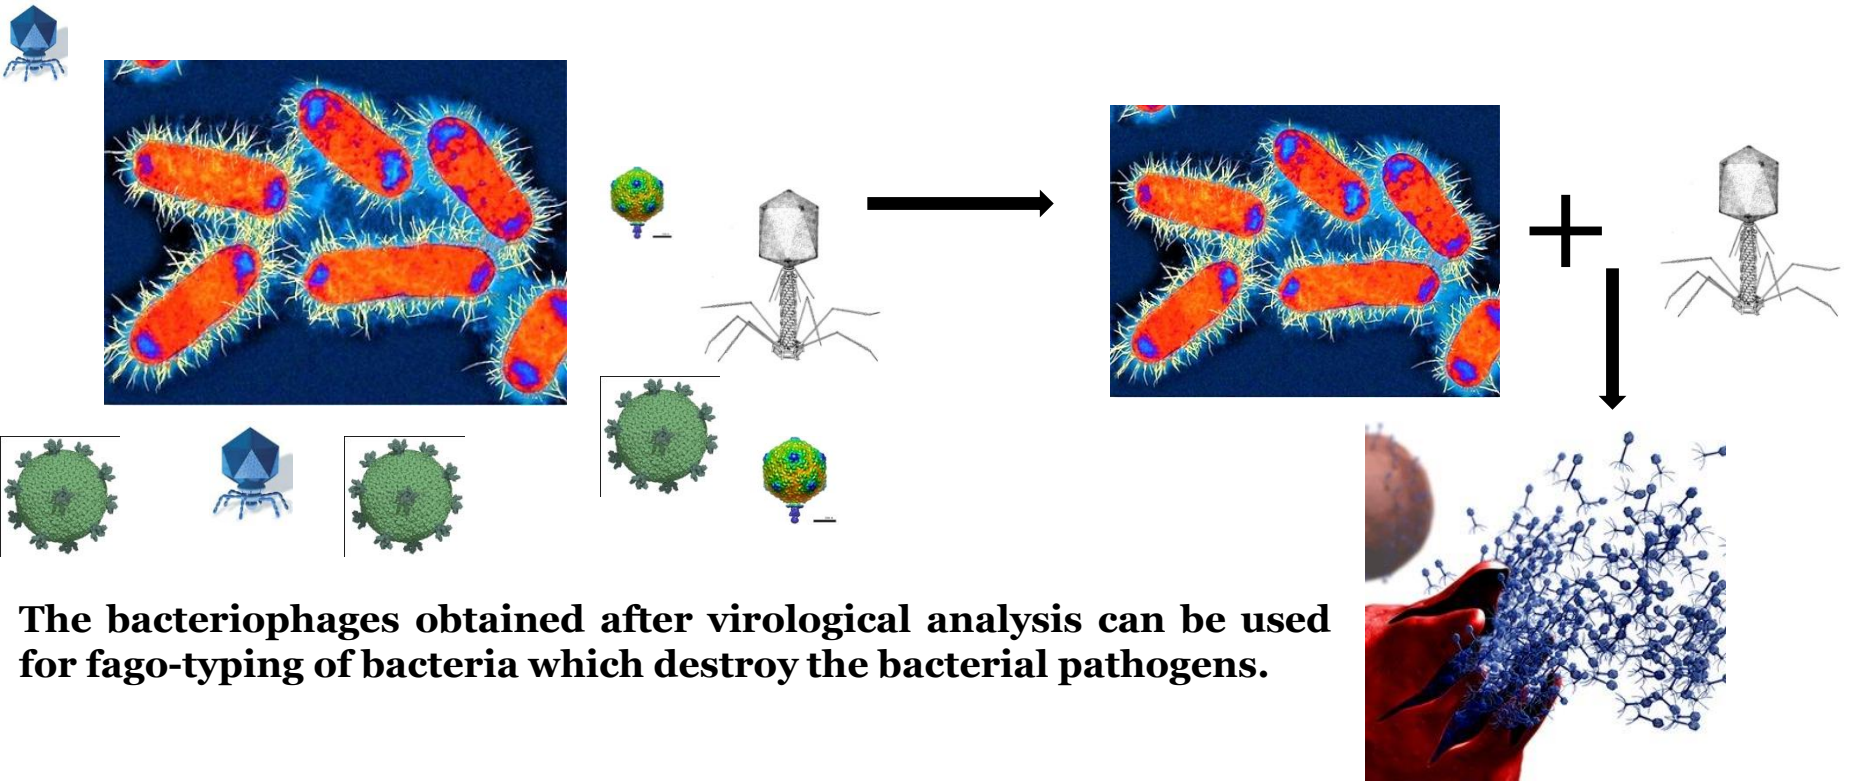 The bacteriophages obtained after virological analysis can be used
for fago-typing of bacteria which destroy the bacterial pathogens.